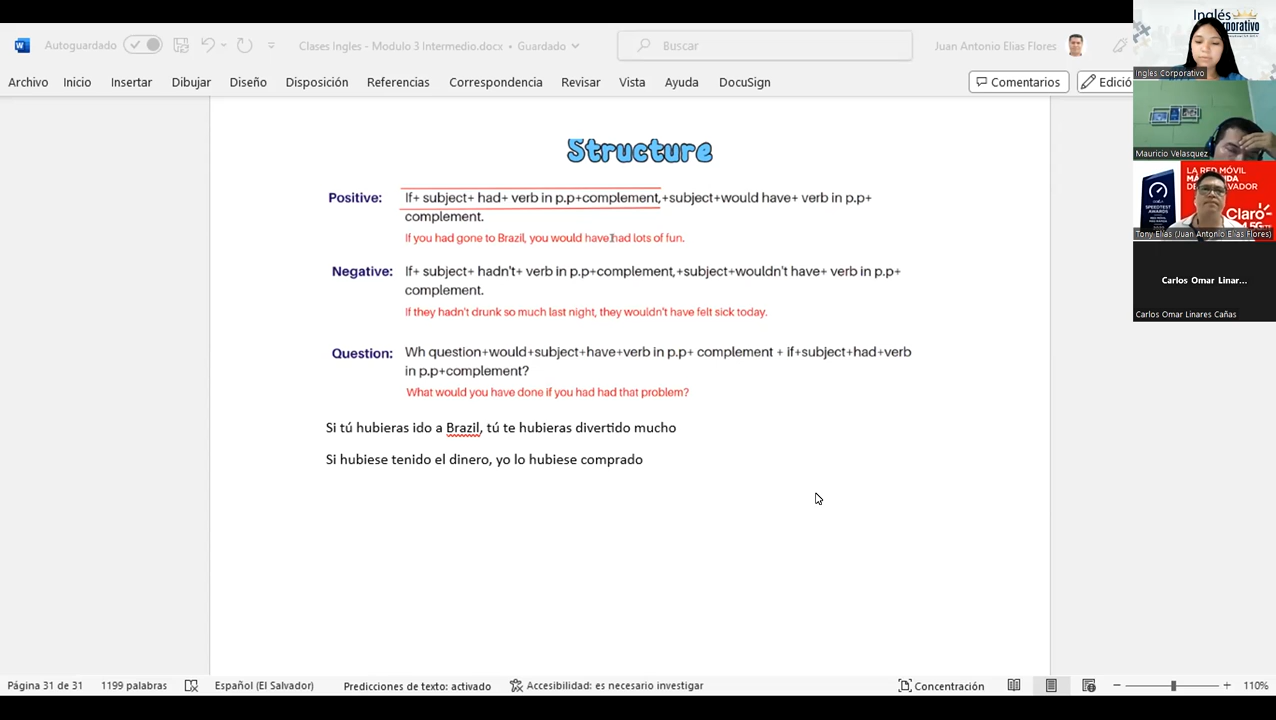 Autoguardado
Clases Ingles - Modulo 3 Intermedio.docx • Guardado
Buscar
Juan Antonio Elias Flores
Inglés
Corporativo
Ingles Corporativo
Archivo Inicio Insertar Dibujar Diseño Disposición Referencias Correspondencia Revisar Vista Ayuda DocuSign
Comentarios
Edició
Mauricio Velasquez
LA RED MÓVIL
Claro
Tony Elias (Juan Antonio Elias Flores)
Carlos Omar Linar...
Carlos Omar Linares Cañas
Structure
Positive: If+ subject+ had+ verb in p.p+complement,+subject+would have+ verb in p.p+
complement.
If you had gone to Brazil, you would have had lots of fun.
Negative: If+ subject+ hadn't+ verb in p.p+complement,+subject+wouldn't have+ verb in p.p+
complement.
If they hadn't drunk so much last night, they wouldn't have felt sick today.
Question: Wh question+would+subject+have+verb in p.p+ complement + if+subject+had+verb
in p.p+complement?
What would you have done if you had had that problem?
Si tú hubieras ido a Brazil, tú te hubieras divertido mucho
Si hubiese tenido el dinero, yo lo hubiese comprado
Página 31 de 31 1199 palabras Español (El Salvador) Predicciones de texto: activado Accesibilidad: es necesario investigar Concentración 110%